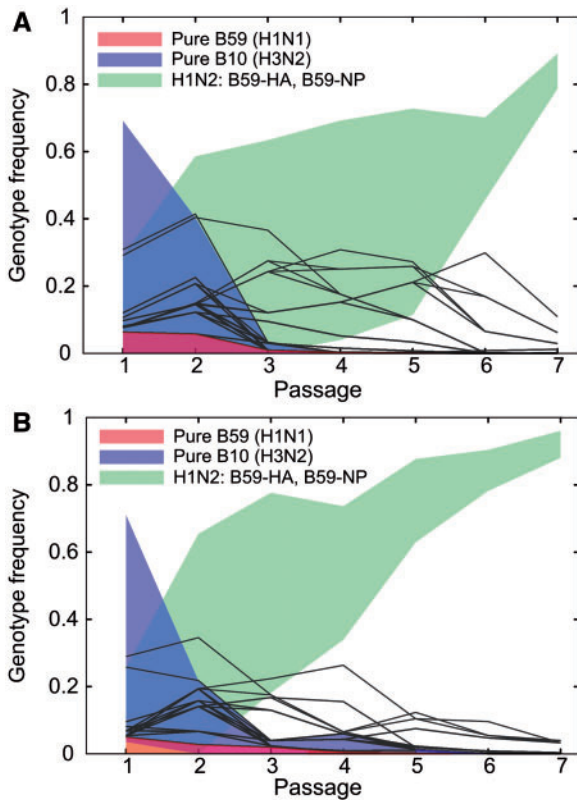 A
1
Pure B59 (H1N1)
Pure B10 (H3N2)
0.8
H1N2: B59-HA, B59-NP
0.6
Genotype frequency
0.4
0.2
0
1 2 3 4 5 6 7
Passage
B
1
Pure B59 (H1N1)
Pure B10 (H3N2)
0.8
H1N2: B59-HA, B59-NP
0.6
Genotype frequency
0.4
0.2
0
1 2 3 4 5 6 7
Passage